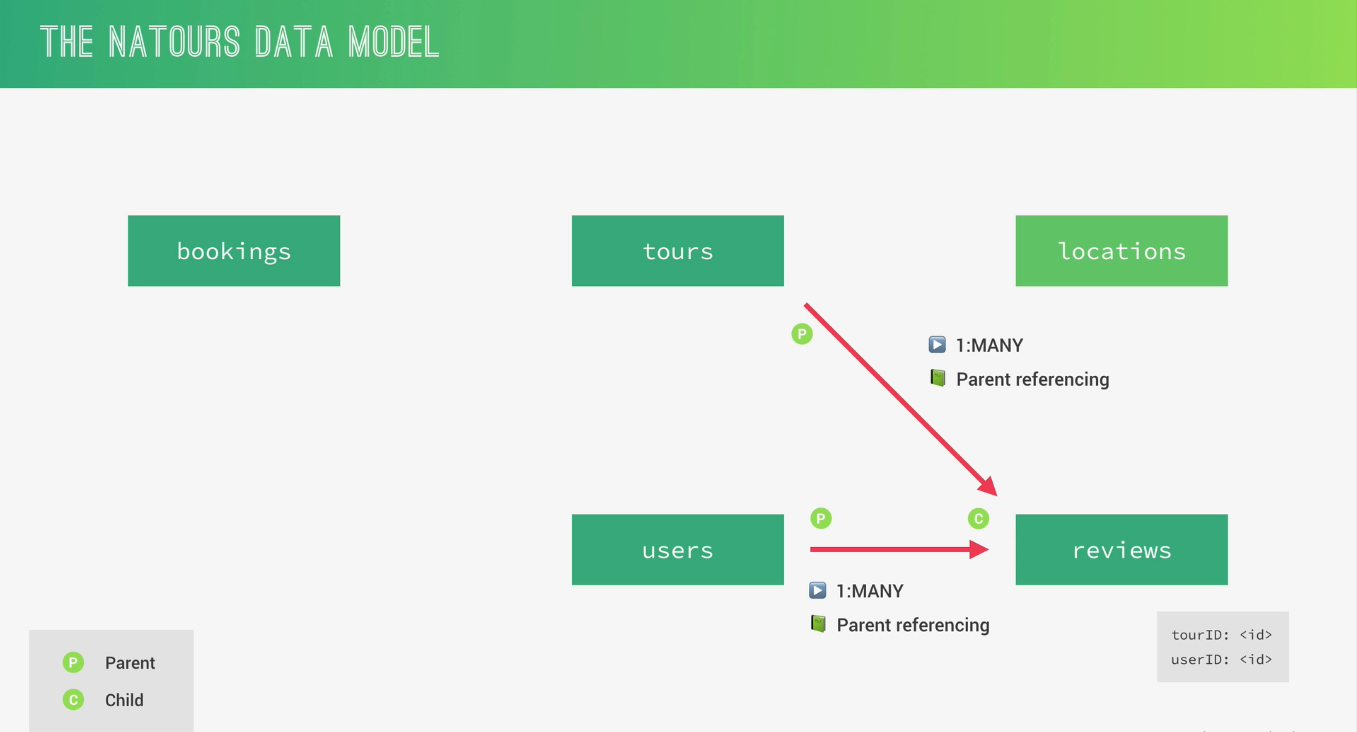 THE NATOURS DATA MODEL
bookings
tours
locations
P
1:MANY
Parent referencing
users
P
C
reviews
1:MANY
Parent referencing
tourID: <id>
userID: <id>
P Parent
C Child